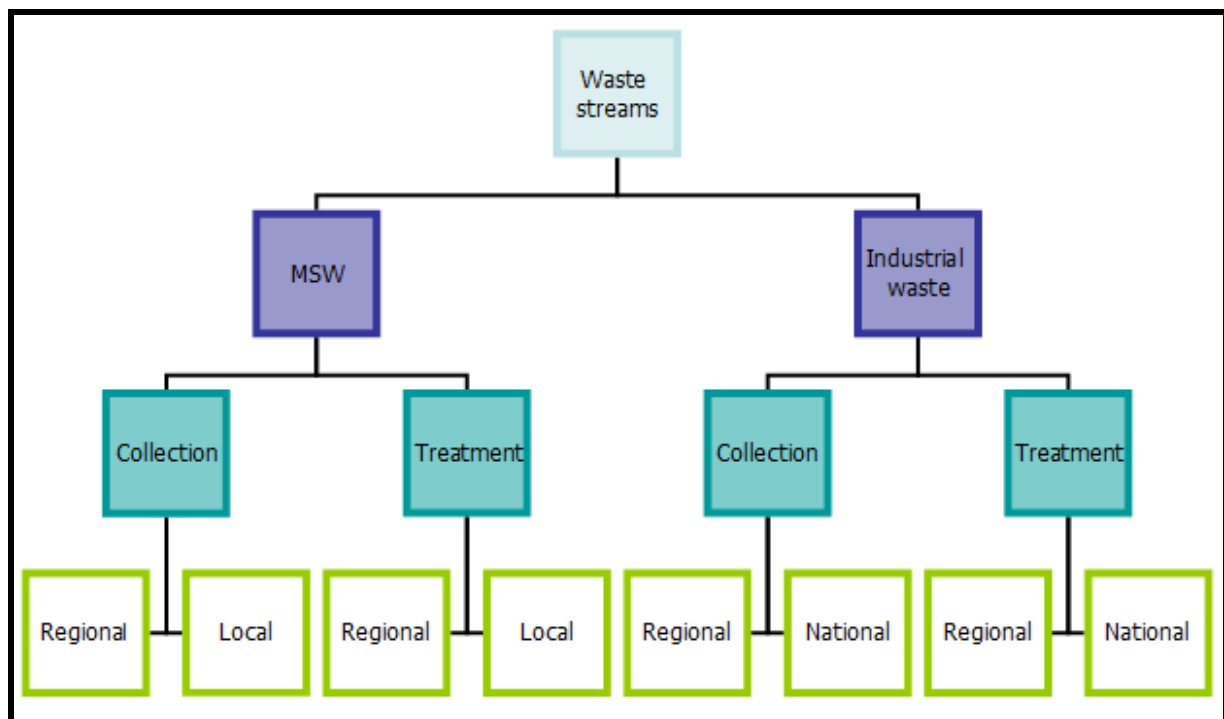 Waste
streams
MSW
Industrial
waste
Collection
Treatment
Collection
Treatment
Regional
Local
Regional
Local
Regional
National
Regional
National